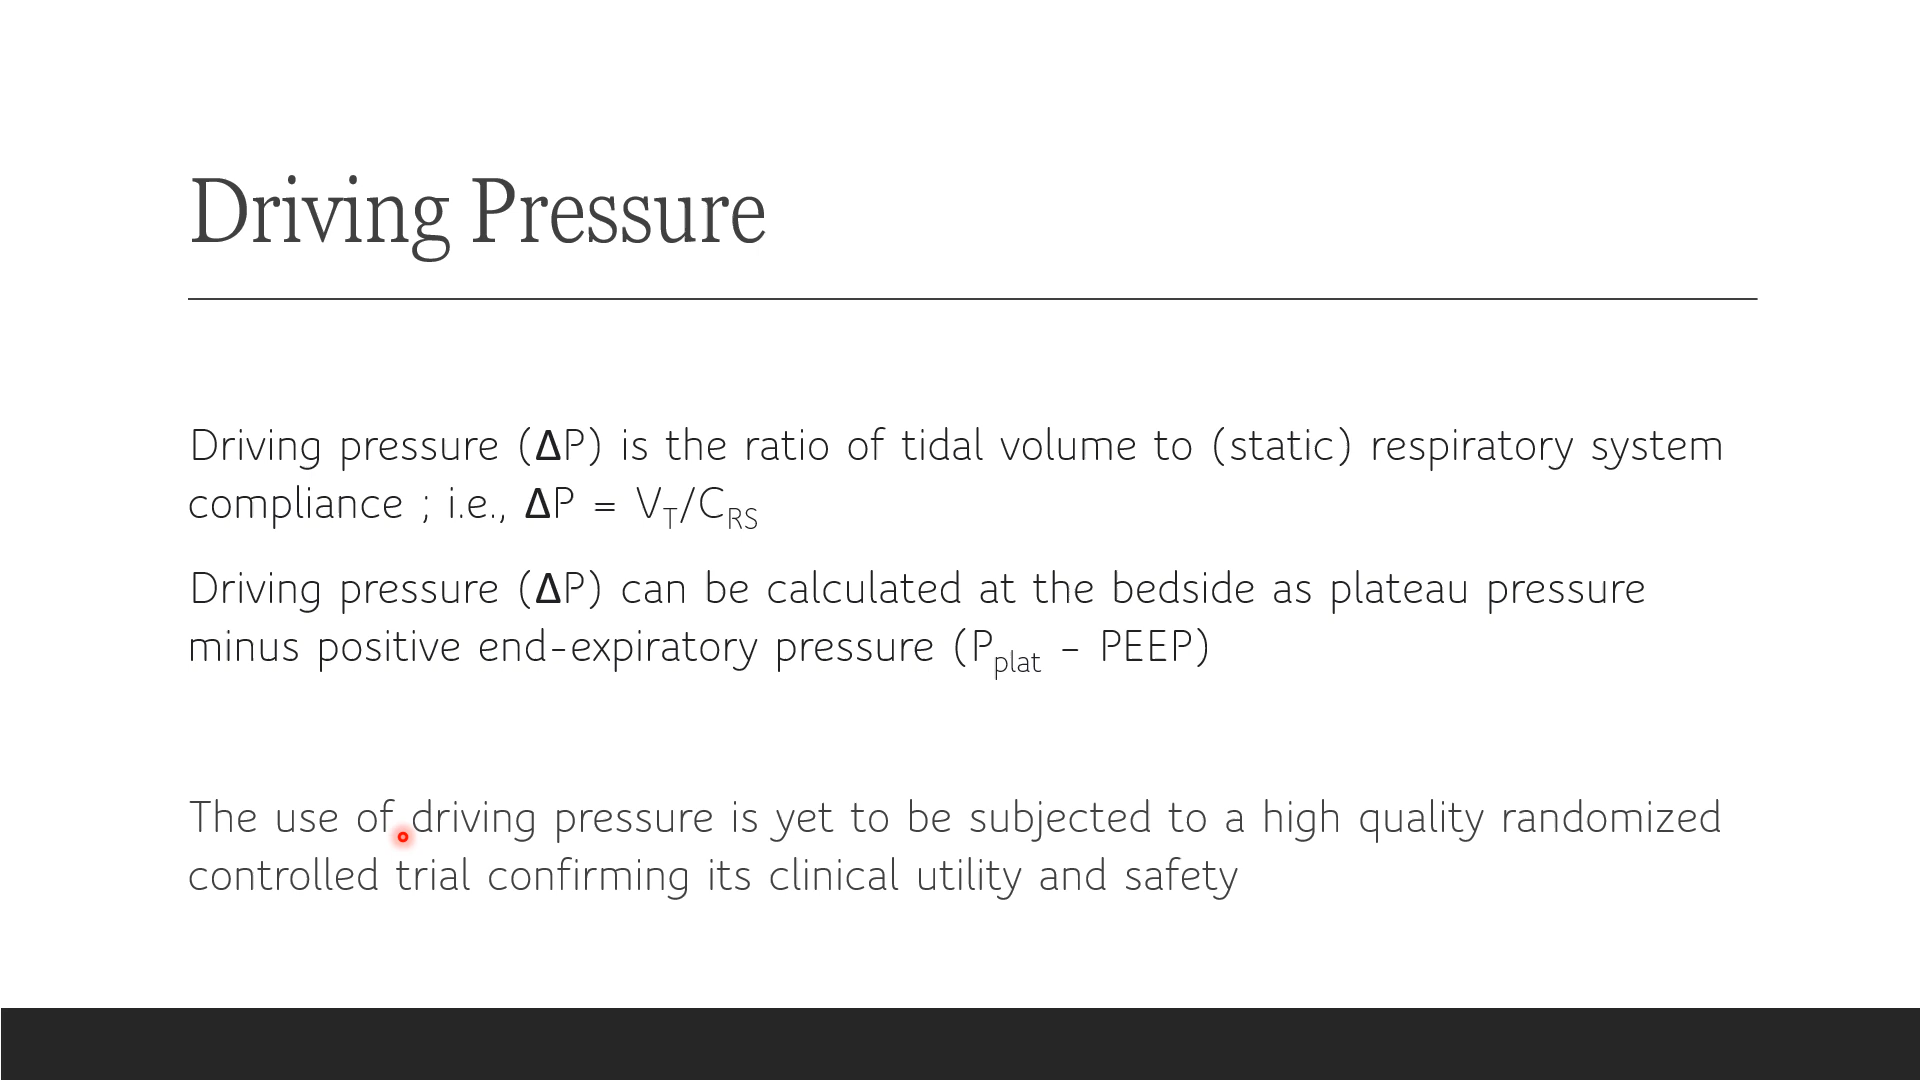 Driving Pressure
Driving pressure (ΔP) is the ratio of tidal volume to (static) respiratory system
compliance ; i.e., ΔP = V_T/C_RS
Driving pressure (ΔP) can be calculated at the bedside as plateau pressure
minus positive end-expiratory pressure (P_plat – PEEP)
The use of driving pressure is yet to be subjected to a high quality randomized
controlled trial confirming its clinical utility and safety